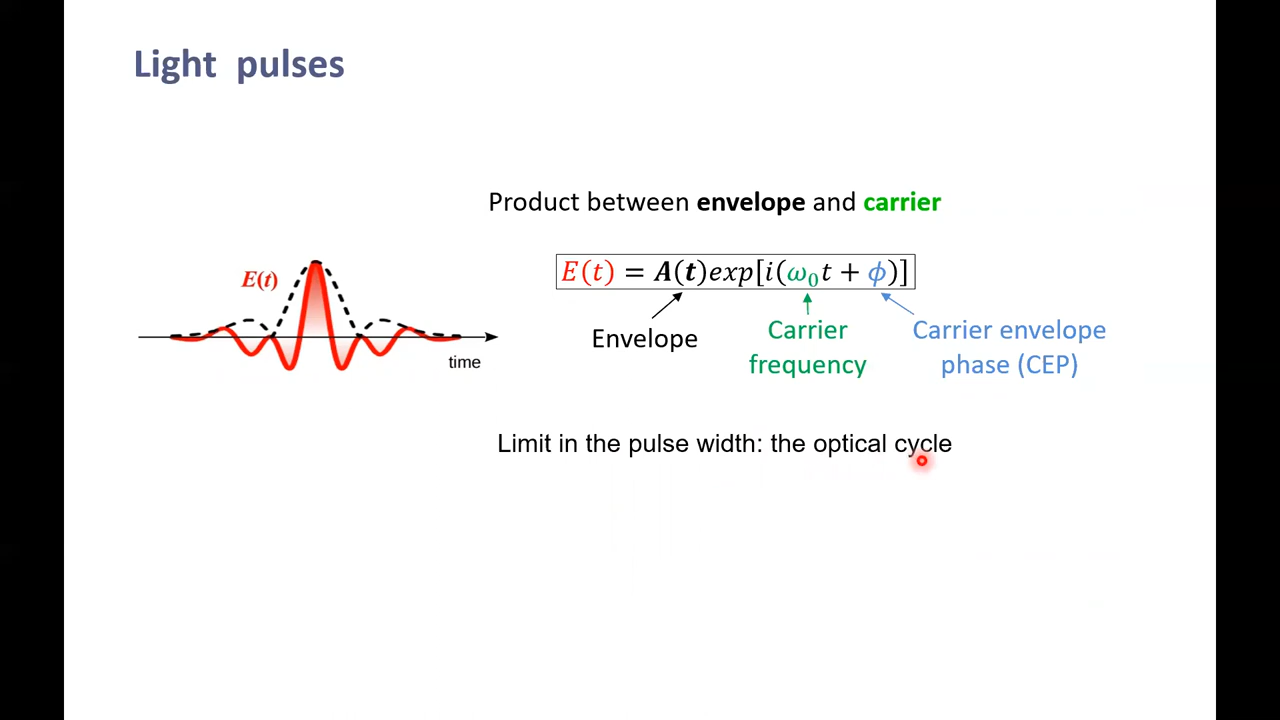 Light pulses
Product between envelope and carrier
E(t)
E(t) = A(t)exp[i(ω₀t + ϕ)]
Envelope
Carrier frequency
Carrier envelope phase (CEP)
time
Limit in the pulse width: the optical cycle